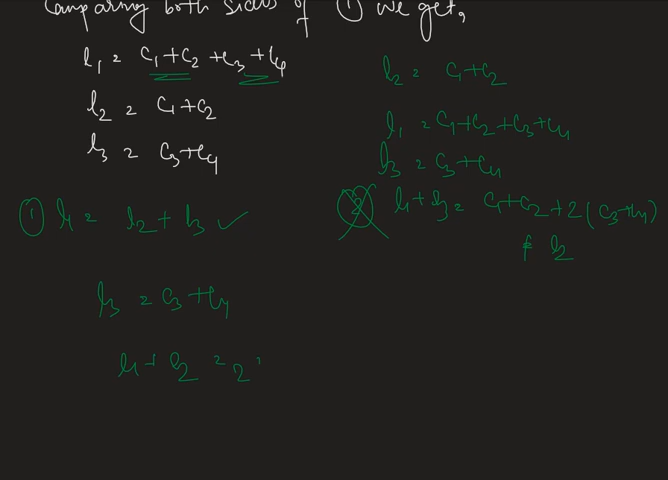 Comparing both sides of ① we get,
l₁ = c₁+c₂ +c₃ +c₄
l₂ = c₁+c₂
l₃ = c₃+c₄
① l₁ = l₂ + l₃ ✓
l₃ = c₃ +c₄
l₁ + l₂ = 2
l₂ = c₁+c₂
l₁ = c₁+c₂+c₃+c₄
l₃ = c₃+c₄
② l₁ + l₃ = c₁+c₂+2(c₃+c₄)
≠ l₂